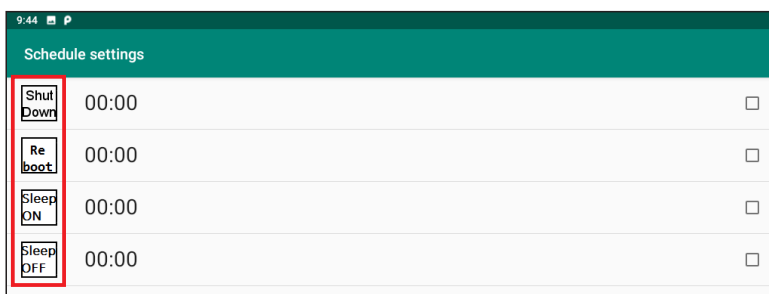 9:44
Schedule settings
Shut
Down
00:00
Re
boot
00:00
Sleep
ON
00:00
Sleep
OFF
00:00